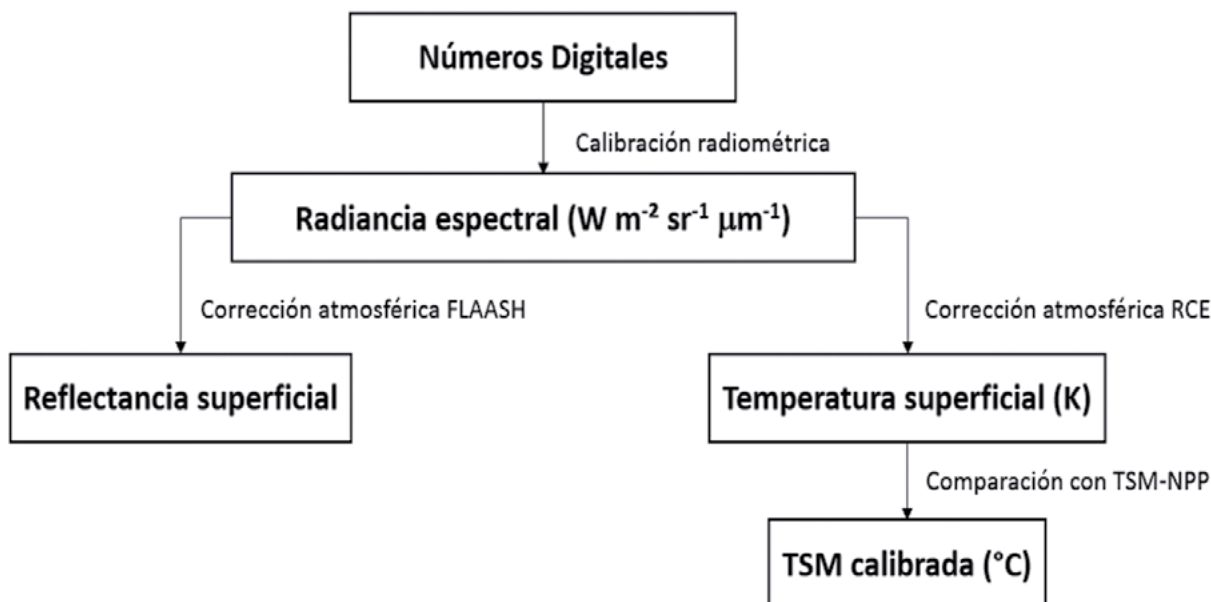 Números Digitales
Calibración radiométrica
Radiancia espectral (W m⁻² sr⁻¹ μm⁻¹)
Corrección atmosférica FLAASH
Corrección atmosférica RCE
Reflectancia superficial
Temperatura superficial (K)
Comparación con TSM-NPP
TSM calibrada (°C)